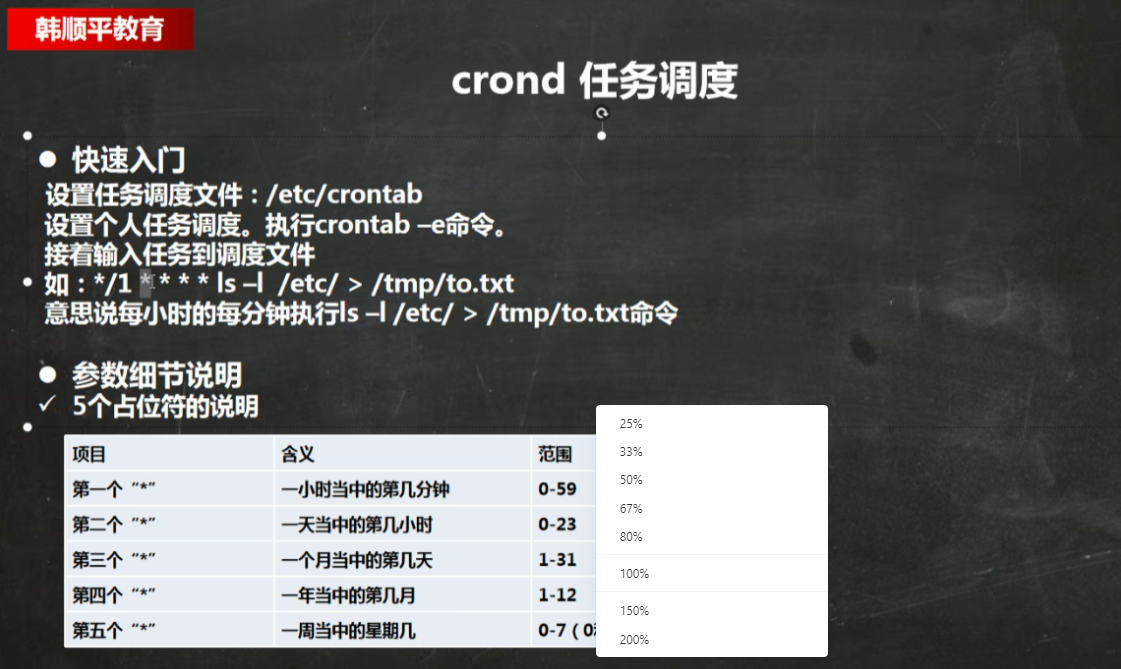 韩顺平教育
crond 任务调度
● 快速入门
设置任务调度文件：/etc/crontab
设置个人任务调度。执行crontab –e命令。
接着输入任务到调度文件
如：*/1 * * * * ls –l /etc/ > /tmp/to.txt
意思说每小时的每分钟执行ls –l /etc/ > /tmp/to.txt命令
● 参数细节说明
✓ 5个占位符的说明
项目 含义 范围
第一个“*” 一小时当中的第几分钟 0-59
第二个“*” 一天当中的第几小时 0-23
第三个“*” 一个月当中的第几天 1-31
第四个“*” 一年当中的第几月 1-12
第五个“*” 一周当中的星期几 0-7（0
25%
33%
50%
67%
80%
100%
150%
200%